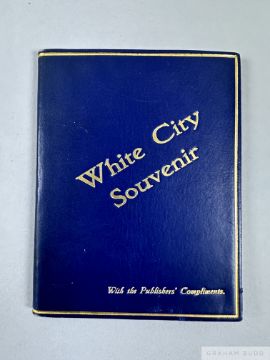 White City
Souvenir
With the Publishers' Compliments.
GRAHAM BUDD